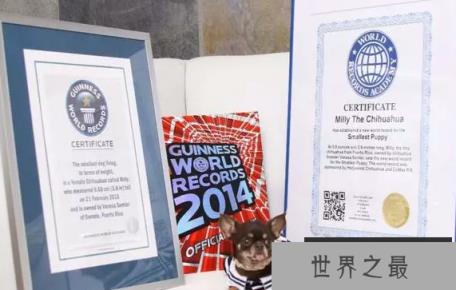 GUINNESS
WORLD
RECORDS
CERTIFICATE
The smallest dog living,
in terms of height,
is a female Chihuahua called Milly,
who measured 9.65 cm (3.8 in) tall
on 21 February 2013
and is owned by Vanesa Semler
of Dorado, Puerto Rico
GUINNESS
WORLD
RECORDS
2014
OFFICIAL
WORLD
RECORDS ACADEMY
CERTIFICATE
Milly The Chihuahua
has established a new world record for the
Smallest Puppy
世界之最